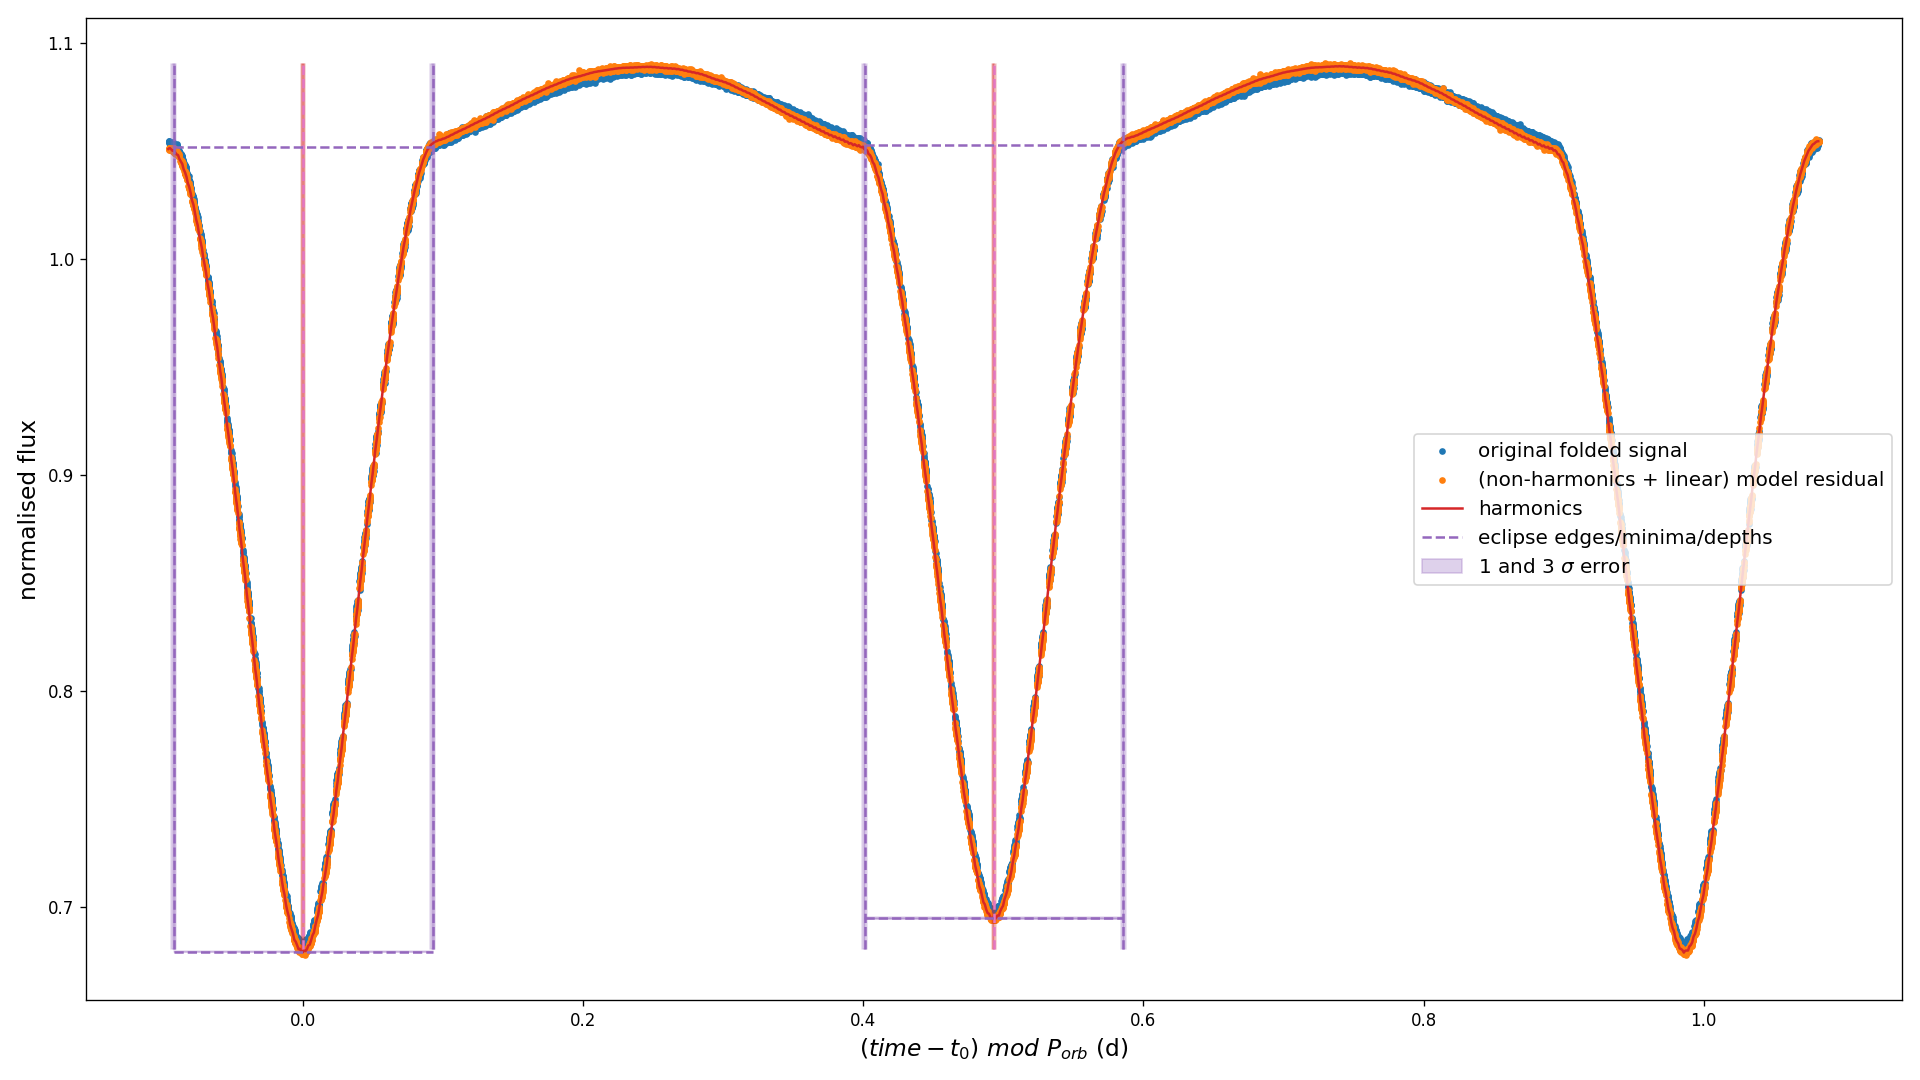 normalised flux
1.1
1.0
0.9
0.8
0.7
original folded signal
(non-harmonics + linear) model residual
harmonics
eclipse edges/minima/depths
1 and 3 σ error
0.0 0.2 0.4 0.6 0.8 1.0
(time − t₀) mod Pₒᵣb (d)